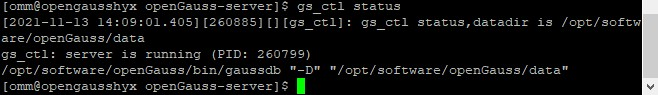 [omm@opengausshyx openGauss-server]$ gs_ctl status
[2021-11-13 14:09:01.405][260885][][gs_ctl]: gs_ctl status,datadir is /opt/softw
are/openGauss/data
gs_ctl: server is running (PID: 260799)
/opt/software/openGauss/bin/gaussdb "-D" "/opt/software/openGauss/data"
[omm@opengausshyx openGauss-server]$